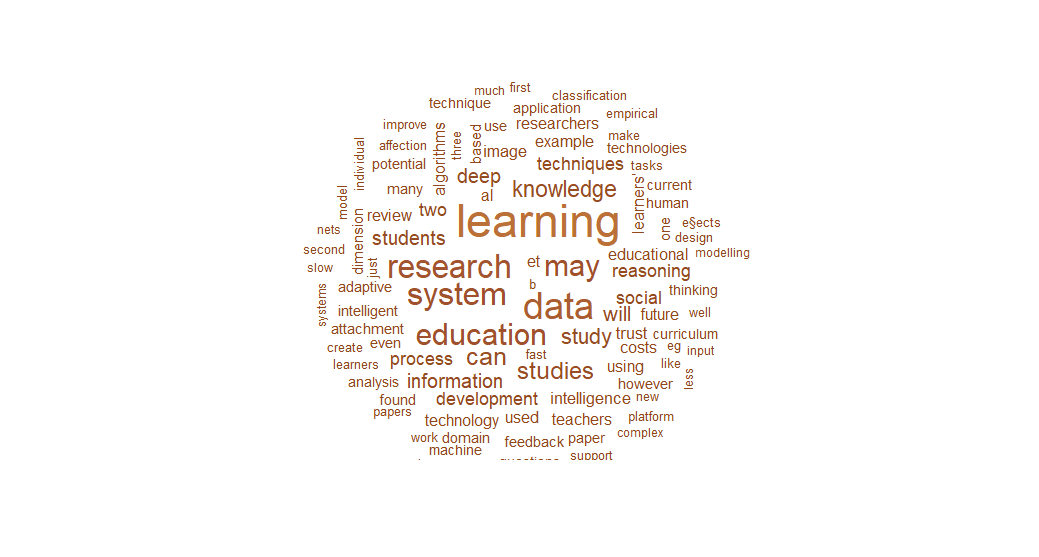 much first
technique application classification
improve algorithms three based use researchers empirical
affection image example make
technologies
individual potential deep techniques tasks
model many al knowledge learners' current
human
nets dimension review two learning one e§ects
second students design
slow just research et may educational modelling
reasoning
systems adaptive system b data social thinking
intelligent will future well
attachment education study trust curriculum
create even can fast costs eg input
learners process studies using like less
analysis information however
found development intelligence new
papers technology used teachers platform
work domain feedback paper complex
machine support
questions